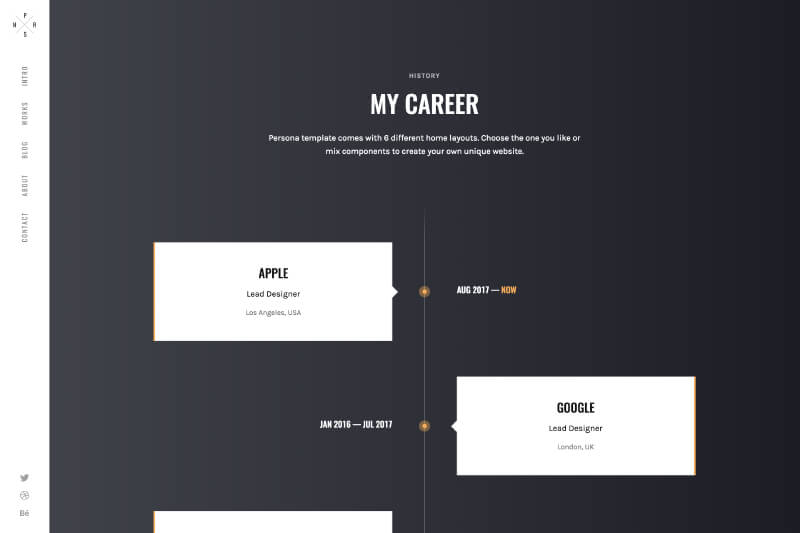 P
N R
S
INTRO
WORKS
BLOG
ABOUT
CONTACT
HISTORY
MY CAREER
Persona template comes with 6 different home layouts. Choose the one you like or
mix components to create your own unique website.
APPLE
Lead Designer
Los Angeles, USA
AUG 2017 — NOW
JAN 2016 — JUL 2017
GOOGLE
Lead Designer
London, UK
Bē